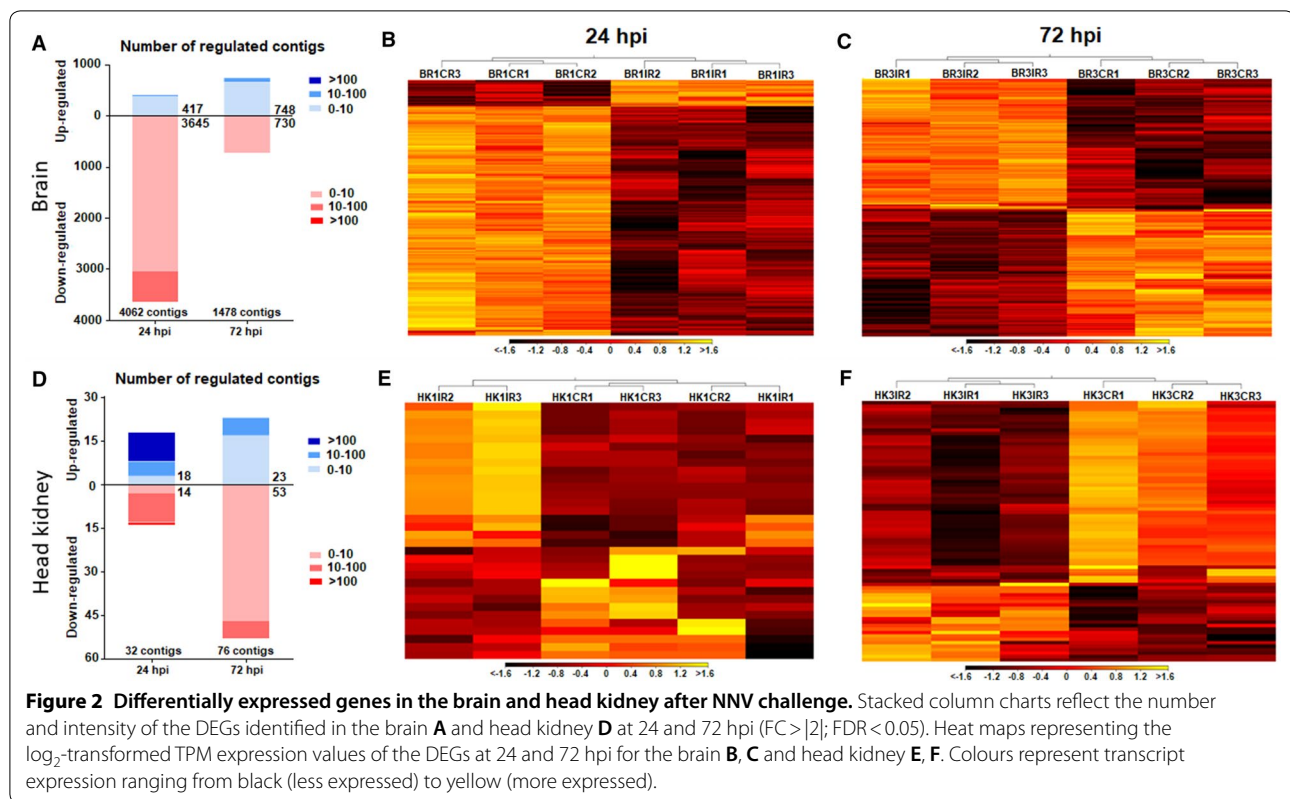 A
Number of regulated contigs
Up-regulated
Brain
Down-regulated
1000
0
1000
2000
3000
4000
>100
10-100
0-10
417
3645
748
730
0-10
10-100
>100
4062 contigs
1478 contigs
24 hpi
72 hpi
B
24 hpi
BR1CR3 BR1CR1 BR1CR2 BR1IR2 BR1IR1 BR1IR3
<-1.6 -1.2 -0.8 -0.4 0 0.4 0.8 1.2 >1.6
C
72 hpi
BR3IR1 BR3IR2 BR3IR3 BR3CR1 BR3CR2 BR3CR3
<-1.6 -1.2 -0.8 -0.4 0 0.4 0.8 1.2 >1.6
D
Number of regulated contigs
Up-regulated
Head kidney
Down-regulated
30
15
0
15
30
45
60
>100
10-100
0-10
18
14
23
53
0-10
10-100
>100
32 contigs
76 contigs
24 hpi
72 hpi
E
HK1IR2 HK1IR3 HK1CR1 HK1CR3 HK1CR2 HK1IR1
<-1.6 -1.2 -0.8 -0.4 0 0.4 0.8 1.2 >1.6
F
HK3IR2 HK3IR1 HK3IR3 HK3CR1 HK3CR2 HK3CR3
<-1.6 -1.2 -0.8 -0.4 0 0.4 0.8 1.2 >1.6
Figure 2 Differentially expressed genes in the brain and head kidney after NNV challenge. Stacked column charts reflect the number
and intensity of the DEGs identified in the brain A and head kidney D at 24 and 72 hpi (FC > |2|; FDR < 0.05). Heat maps representing the
log₂-transformed TPM expression values of the DEGs at 24 and 72 hpi for the brain B, C and head kidney E, F. Colours represent transcript
expression ranging from black (less expressed) to yellow (more expressed).